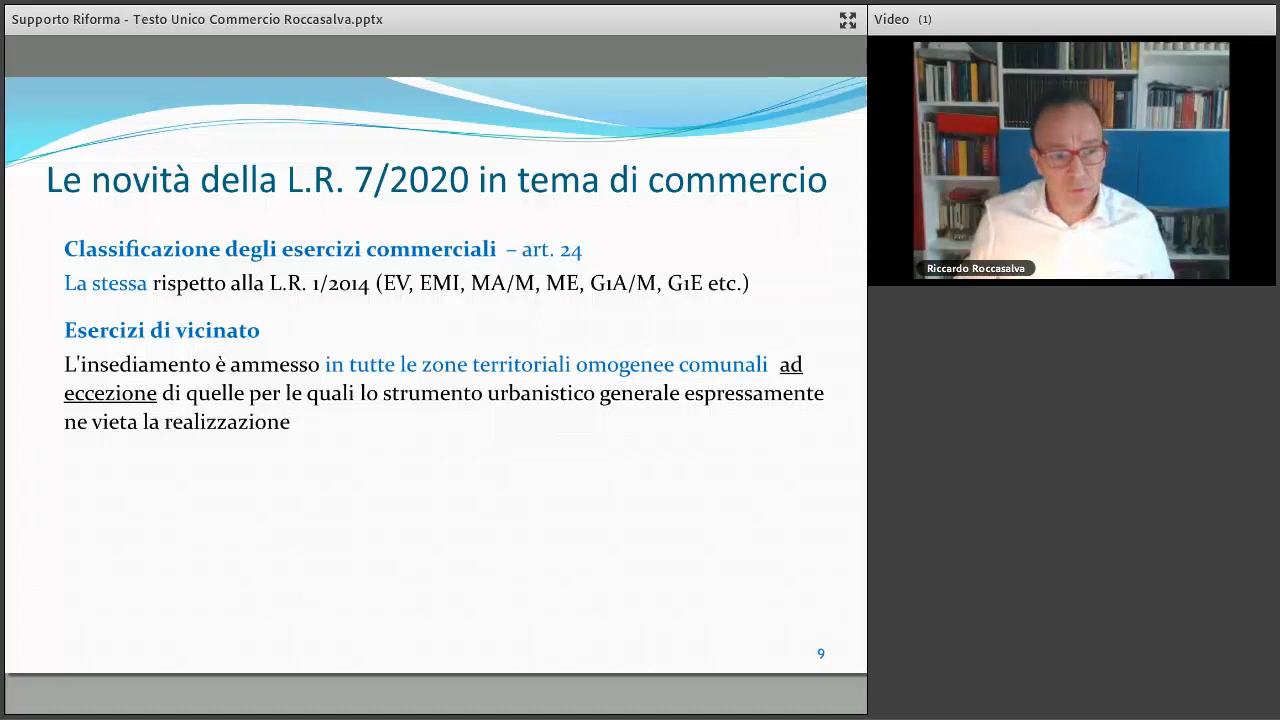 Supporto Riforma - Testo Unico Commercio Roccasalva.pptx
Video (1)
Le novità della L.R. 7/2020 in tema di commercio
Classificazione degli esercizi commerciali – art. 24
La stessa rispetto alla L.R. 1/2014 (EV, EMI, MA/M, ME, G1A/M, G1E etc.)
Esercizi di vicinato
L'insediamento è ammesso in tutte le zone territoriali omogenee comunali ad
eccezione di quelle per le quali lo strumento urbanistico generale espressamente
ne vieta la realizzazione
9
Riccardo Roccasalva